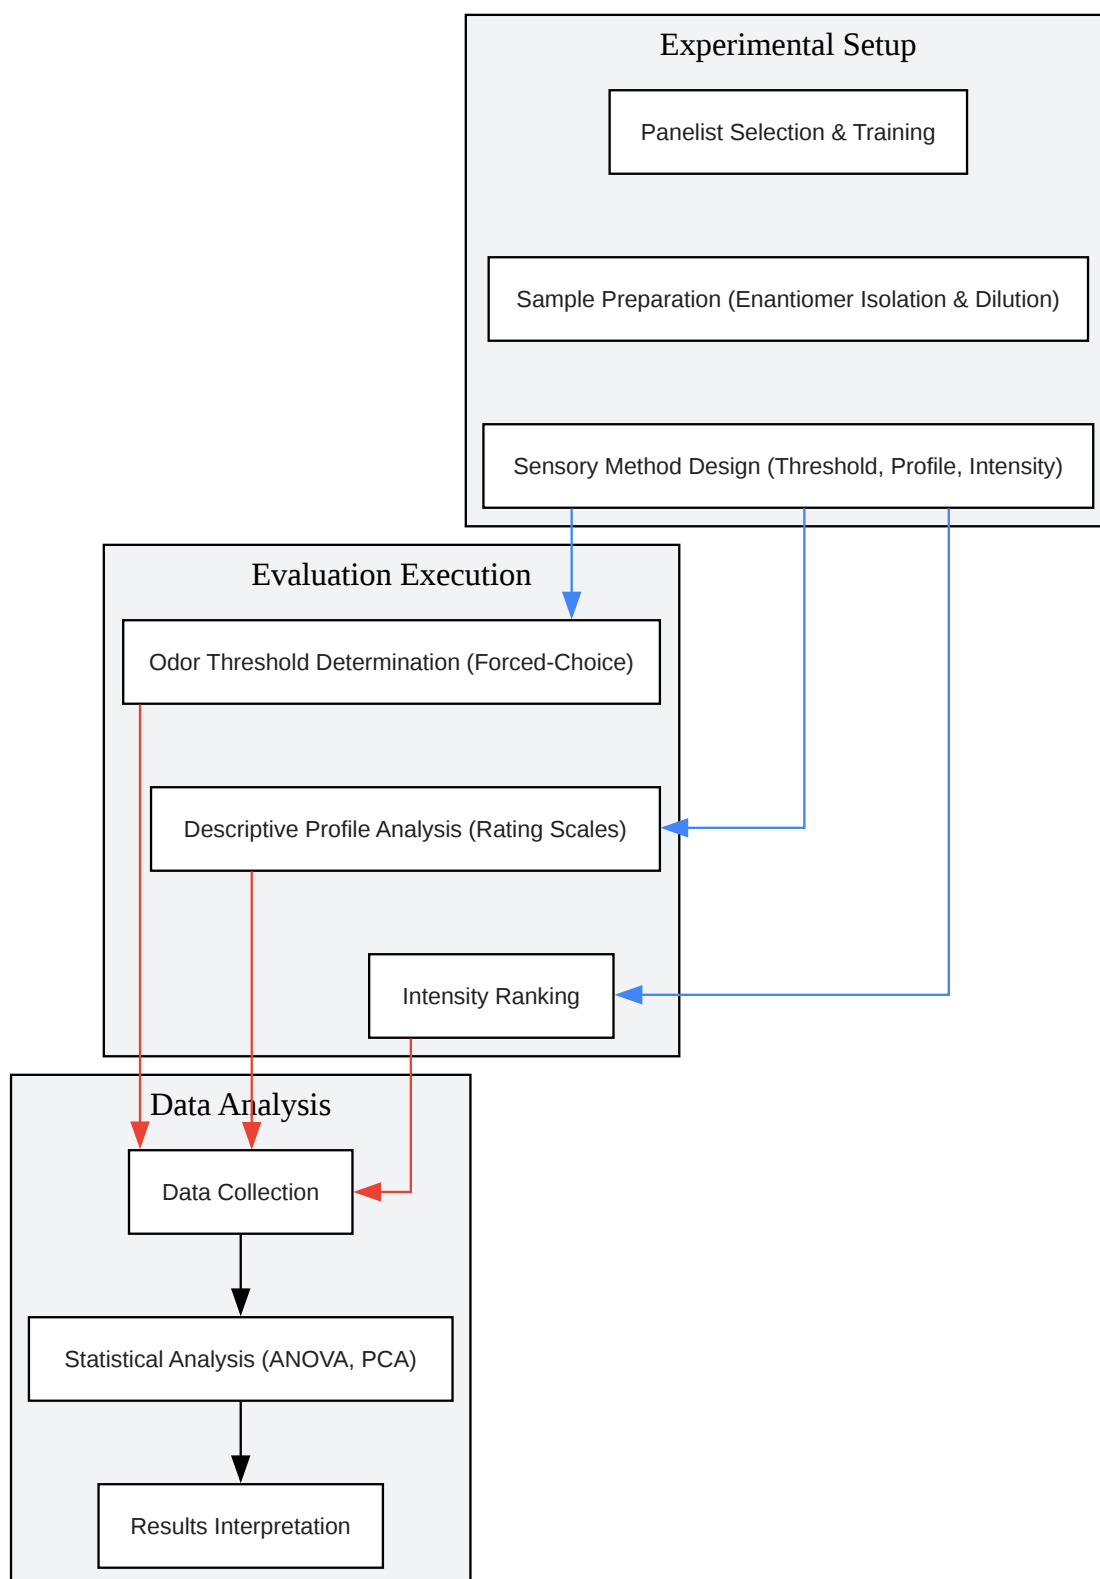 Experimental Setup
Panelist Selection & Training
Sample Preparation (Enantiomer Isolation & Dilution)
Sensory Method Design (Threshold, Profile, Intensity)
Evaluation Execution
Odor Threshold Determination (Forced-Choice)
Descriptive Profile Analysis (Rating Scales)
Intensity Ranking
Data Analysis
Data Collection
Statistical Analysis (ANOVA, PCA)
Results Interpretation